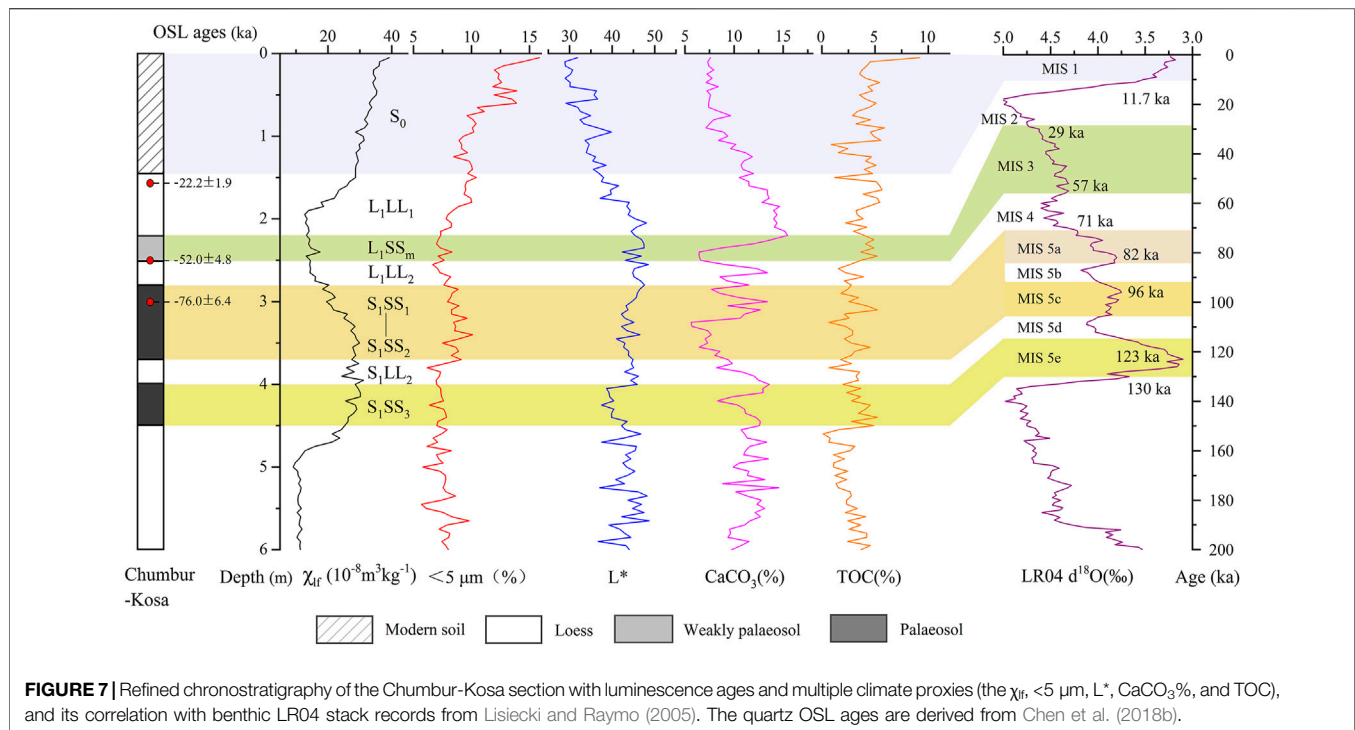 OSL ages (ka)
20 40
5 10 15
30 40 50
5 10 15
0 5 10
5.0 4.5 4.0 3.5 3.0
0
1
2
3
4
5
6
-22.2±1.9
-52.0±4.8
-76.0±6.4
S₀
L₁LL₁
L₁SSₘ
L₁LL₂
S₁SS₁
S₁SS₂
S₁LL₂
S₁SS₃
MIS 1
11.7 ka
MIS 2
29 ka
MIS 3
57 ka
MIS 4
71 ka
MIS 5a
82 ka
MIS 5b
96 ka
MIS 5c
MIS 5d
123 ka
MIS 5e
130 ka
0
20
40
60
80
100
120
140
160
180
200
Chumbur
-Kosa
Depth (m)
χlf (10⁻⁸m³kg⁻¹)
<5 μm（%）
L*
CaCO₃(%)
TOC(%)
LR04 d¹⁸O(‰)
Age (ka)
Modern soil
Loess
Weakly palaeosol
Palaeosol
FIGURE 7 | Refined chronostratigraphy of the Chumbur-Kosa section with luminescence ages and multiple climate proxies (the χlf, <5 μm, L*, CaCO₃%, and TOC),
and its correlation with benthic LR04 stack records from Lisiecki and Raymo (2005). The quartz OSL ages are derived from Chen et al. (2018b).